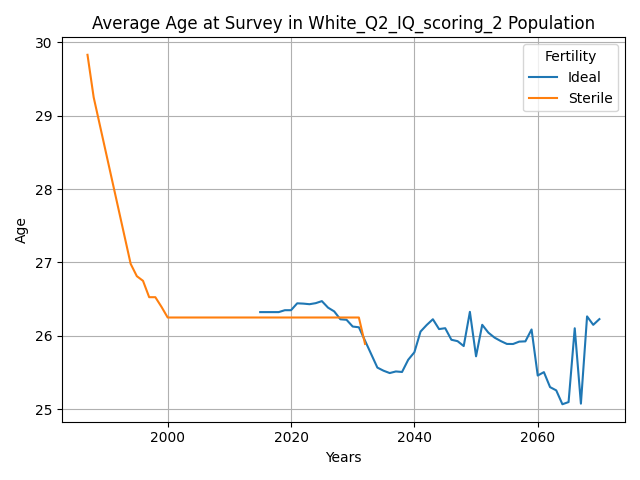 Average Age at Survey in White_Q2_IQ_scoring_2 Population
30
29
28
27
26
25
Age
Fertility
Ideal
Sterile
2000
2020
2040
2060
Years